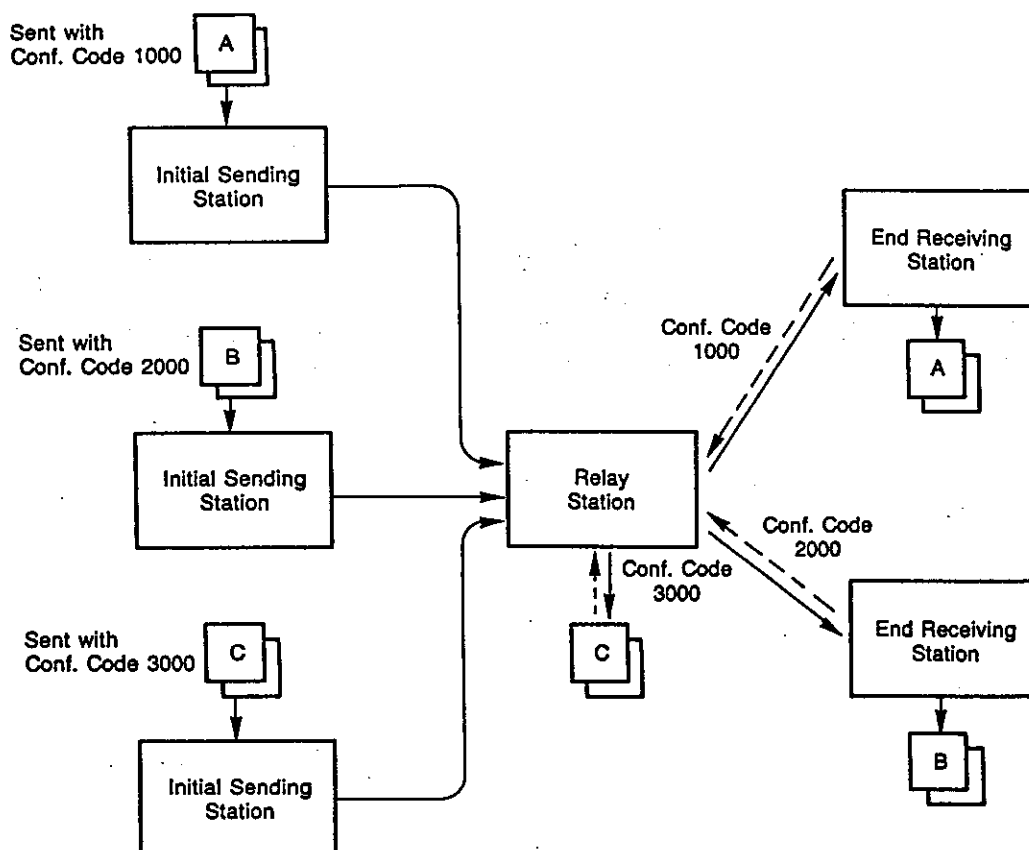 Sent with
Conf. Code 1000
A
Initial Sending
Station
Sent with
Conf. Code 2000
B
Initial Sending
Station
Sent with
Conf. Code 3000
C
Initial Sending
Station
Relay
Station
Conf. Code
3000
C
Conf. Code
1000
End Receiving
Station
A
Conf. Code
2000
End Receiving
Station
B